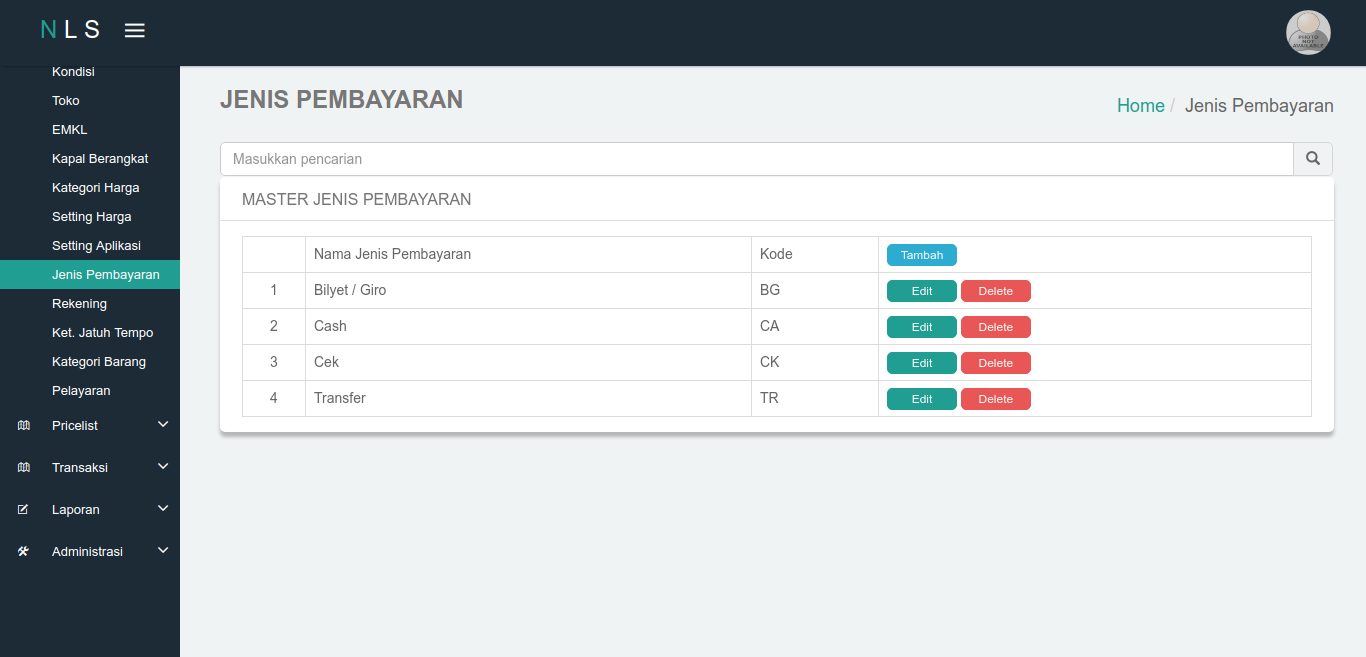 NLS
PHOTO
NOT
AVAILABLE
Kondisi
Toko
EMKL
Kapal Berangkat
Kategori Harga
Setting Harga
Setting Aplikasi
Jenis Pembayaran
Rekening
Ket. Jatuh Tempo
Kategori Barang
Pelayaran
Pricelist
Transaksi
Laporan
Administrasi
JENIS PEMBAYARAN
Home / Jenis Pembayaran
Masukkan pencarian
MASTER JENIS PEMBAYARAN
Nama Jenis Pembayaran Kode Tambah
1 Bilyet / Giro BG Edit Delete
2 Cash CA Edit Delete
3 Cek CK Edit Delete
4 Transfer TR Edit Delete